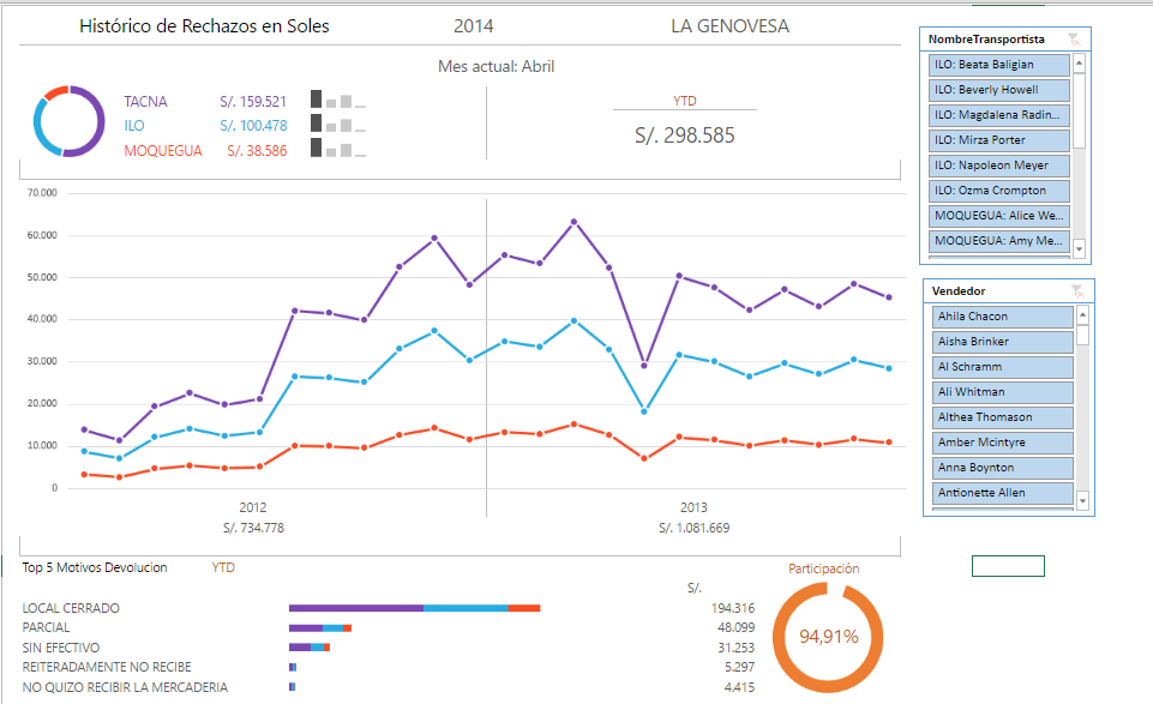 Histórico de Rechazos en Soles 2014 LA GENOVESA
Mes actual: Abril
TACNA S/. 159.521
ILO S/. 100.478
MOQUEGUA S/. 38.586
YTD
S/. 298.585
70.000
60.000
50.000
40.000
30.000
20.000
10.000
0
2012 2013
S/. 734.778 S/. 1.081.669
Top 5 Motivos Devolucion YTD
S/.
LOCAL CERRADO 194.316
PARCIAL 48.099
SIN EFECTIVO 31.253
REITERADAMENTE NO RECIBE 5.297
NO QUIZO RECIBIR LA MERCADERIA 4.415
Participación
94,91%
NombreTransportista
ILO: Beata Baligian
ILO: Beverly Howell
ILO: Magdalena Radin...
ILO: Mirza Porter
ILO: Napoleon Meyer
ILO: Ozma Crompton
MOQUEGUA: Alice We...
MOQUEGUA: Amy Me...
Vendedor
Ahila Chacon
Aisha Brinker
Al Schramm
Ali Whitman
Althea Thomason
Amber Mcintyre
Anna Boynton
Antionette Allen